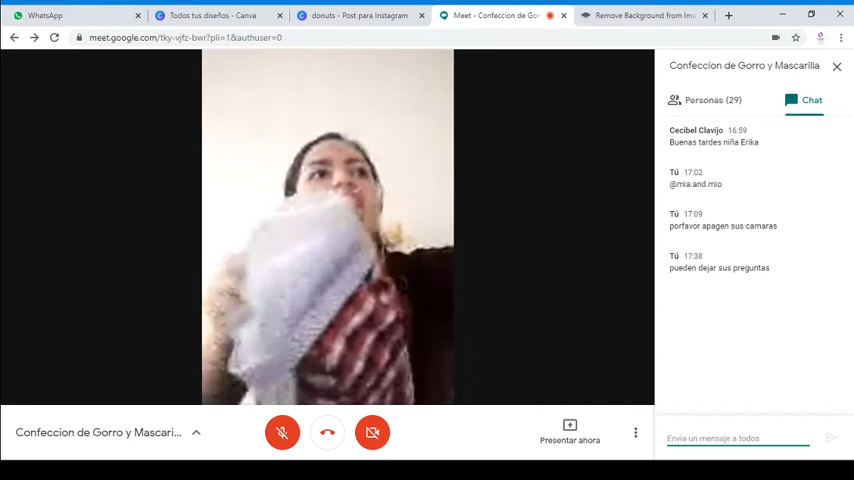 WhatsApp
Todos tus diseños - Canva
donuts - Post para Instagram
Meet - Confeccion de Go
Remove Background from Ima
meet.google.com/tky-vjfz-bwr?pli=1&authuser=0
Confeccion de Gorro y Mascarilla
Personas (29)
Chat
Cecibel Clavijo 16:59
Buenas tardes niña Erika
Tú 17:02
@mia.and.mio
Tú 17:09
porfavor apagen sus camaras
Tú 17:38
pueden dejar sus preguntas
Confeccion de Gorro y Mascari...
Presentar ahora
Envía un mensaje a todos